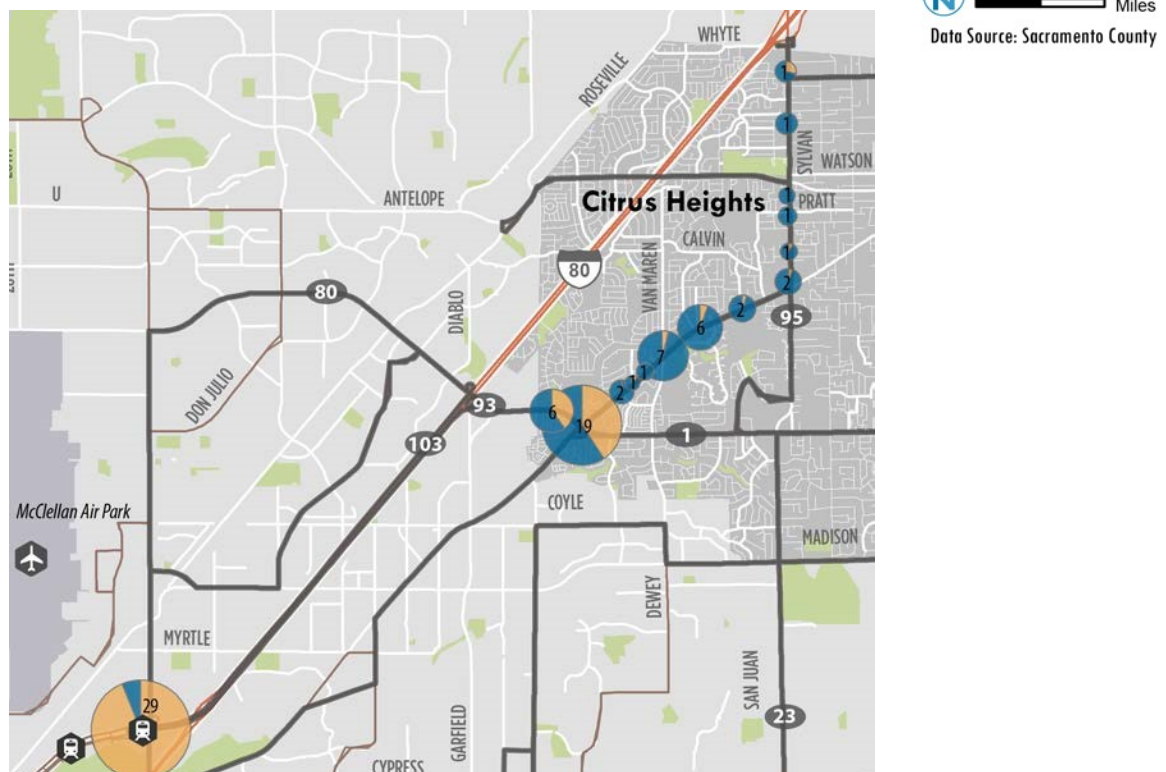 N
Miles
Data Source: Sacramento County
WHYTE
ROSEVILLE
1
1
SYLVAN
WATSON
U
ANTELOPE
Citrus Heights
1
PRATT
1
CALVIN
VAN MAREN
1
80
80
2
DIABLO
2
95
6
7
1
1
2
DON JULIO
93
6
19
103
1
COYLE
McClellan Air Park
MADISON
DEWEY
MYRTLE
SAN JUAN
29
GARFIELD
23
CYPRESS